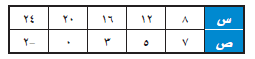 س ٨ ١٢ ١٦ ٢٠ ٢٤
ص ٧ ٥ ٣ ٠ ٢-